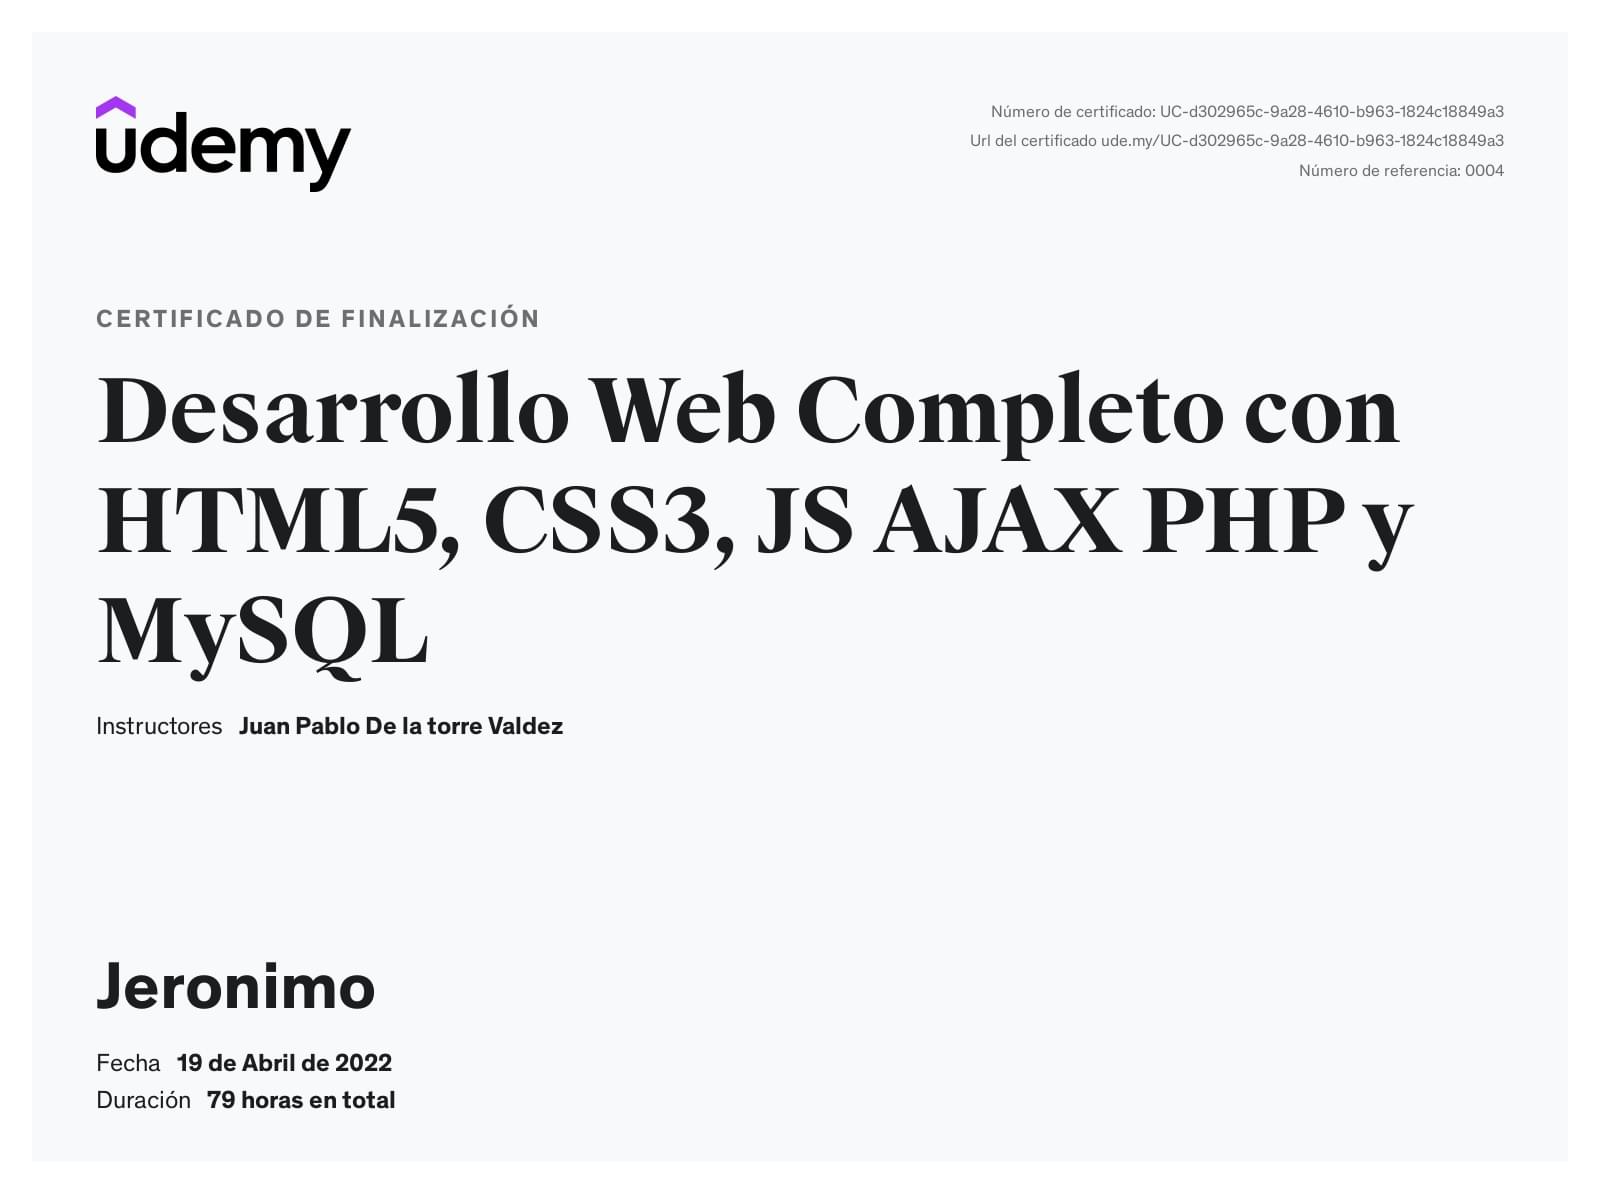 udemy
Número de certificado: UC-d302965c-9a28-4610-b963-1824c18849a3
Url del certificado ude.my/UC-d302965c-9a28-4610-b963-1824c18849a3
Número de referencia: 0004
CERTIFICADO DE FINALIZACIÓN
Desarrollo Web Completo con
HTML5, CSS3, JS AJAX PHP y
MySQL
Instructores Juan Pablo De la torre Valdez
Jeronimo
Fecha 19 de Abril de 2022
Duración 79 horas en total